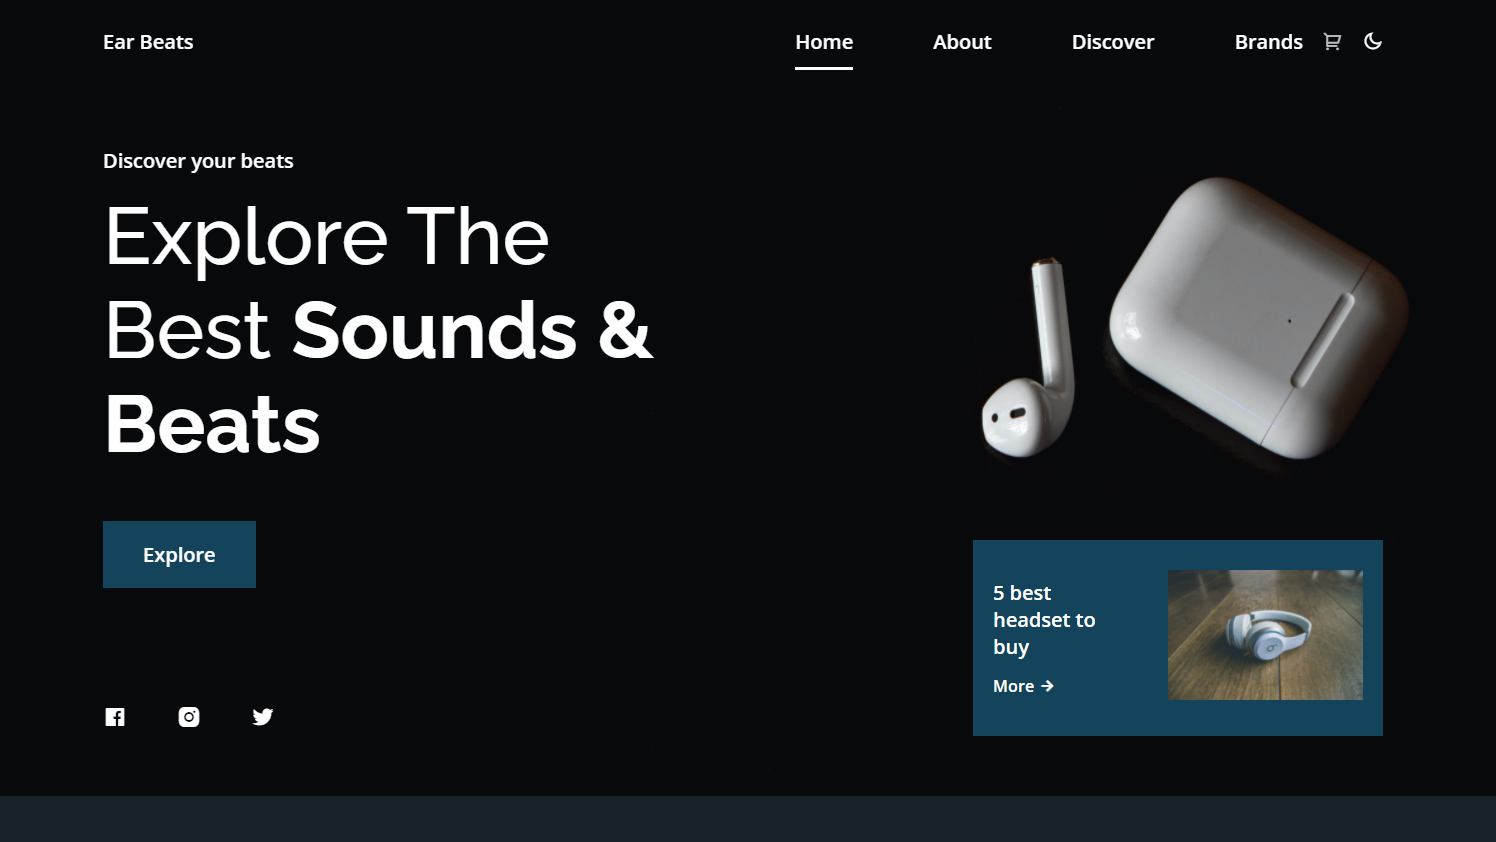 Ear Beats
Home About Discover Brands
Discover your beats
Explore The
Best Sounds &
Beats
Explore
5 best
headset to
buy
More